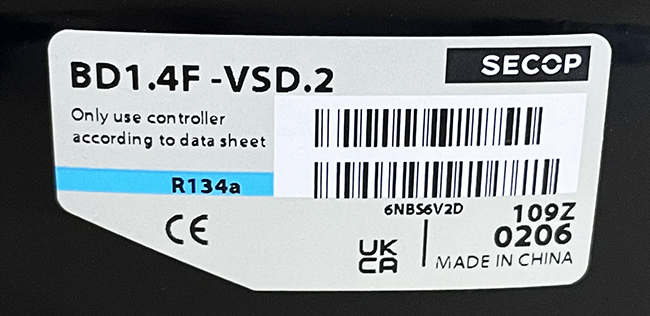 BD1.4F -VSD.2
SECOP
Only use controller
according to data sheet
R134a
6NBS6V2D
109Z
0206
CE
UK
CA
MADE IN CHINA